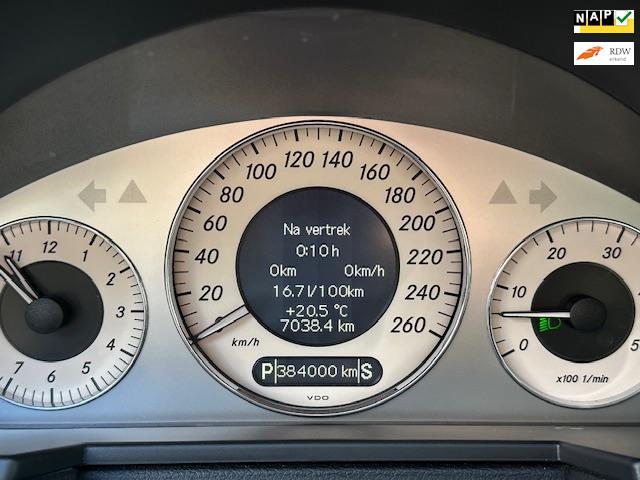 NAP
RDW
erkend
120 140
100 160
80 180
60 200
40 220
20 240
0 260
km/h
Na vertrek
0:10 h
0km 0km/h
16.7l/100km
+20.5 °C
7038.4 km
P 384000 km S
VDO
11 12 1
2
3
4
5
6
7
0 10 20 30
5
x100 1/min